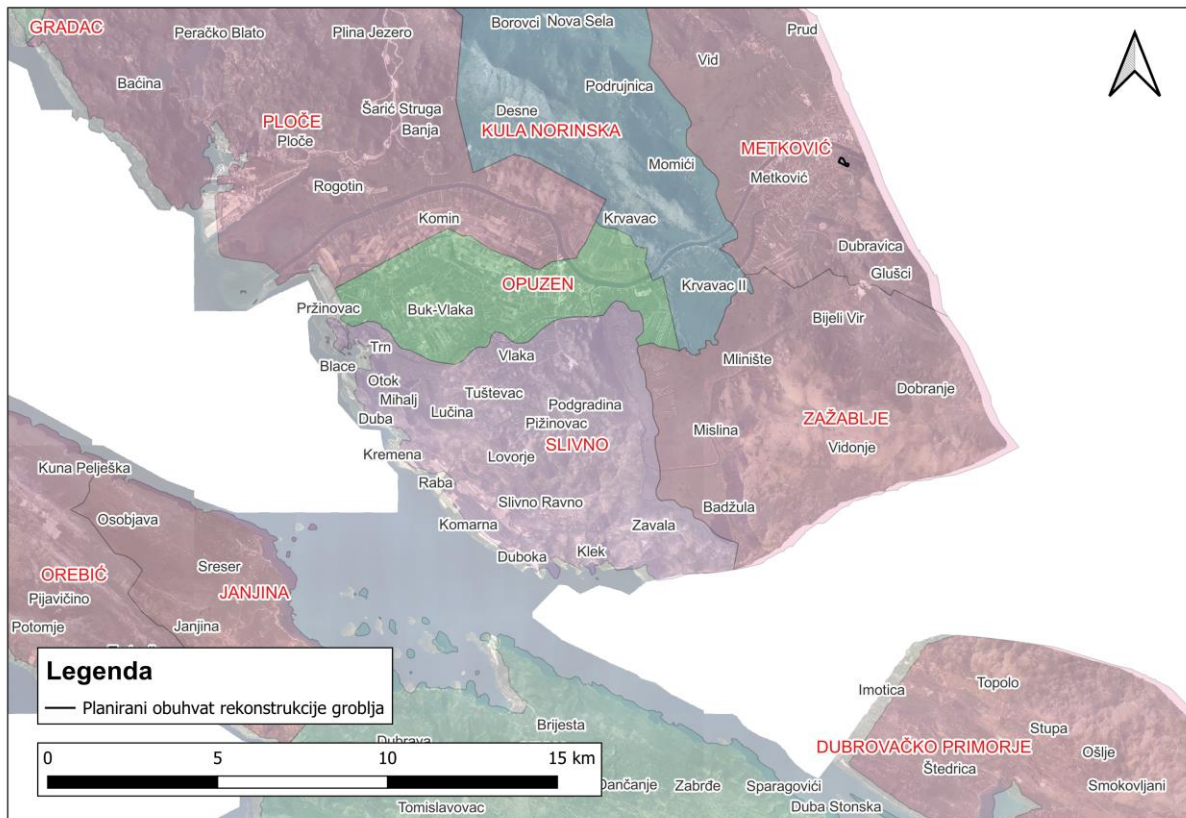 GRADAC
Peračko Blato
Plina Jezero
Borovci
Nova Sela
Prud
Vid
Baćina
Podrujnica
Šarić Struga
Desne
PLOČE
Banja
KULA NORINSKA
Ploče
METKOVIĆ
Momići
Metković
Rogotin
Komin
Krvavac
Dubravica
Glušci
OPUZEN
Krvavac II
Pržinovac
Buk-Vlaka
Bijeli Vir
Trn
Vlaka
Mlinište
Blace
Otok
Dobranje
Mihalj
Tuštevac
Podgradina
Duba
Lučina
Pižinovac
ZAŽABLJE
Mislina
SLIVNO
Vidonje
Kremena
Lovorje
Kuna Pelješka
Raba
Slivno Ravno
Badžula
Osobjava
Komarna
Zavala
Duboka
Klek
Sreser
OREBIĆ
JANJINA
Pijavičino
Potomje
Janjina
Legenda
Planirani obuhvat rekonstrukcije groblja
Imotica
Topolo
Brijesta
Stupa
DUBROVAČKO PRIMORJE
Ošlje
Štedrica
0 5 10 15 km
Zabrđe
Sparagovići
Smokovljani
Tomislavovac
Duba Stonska